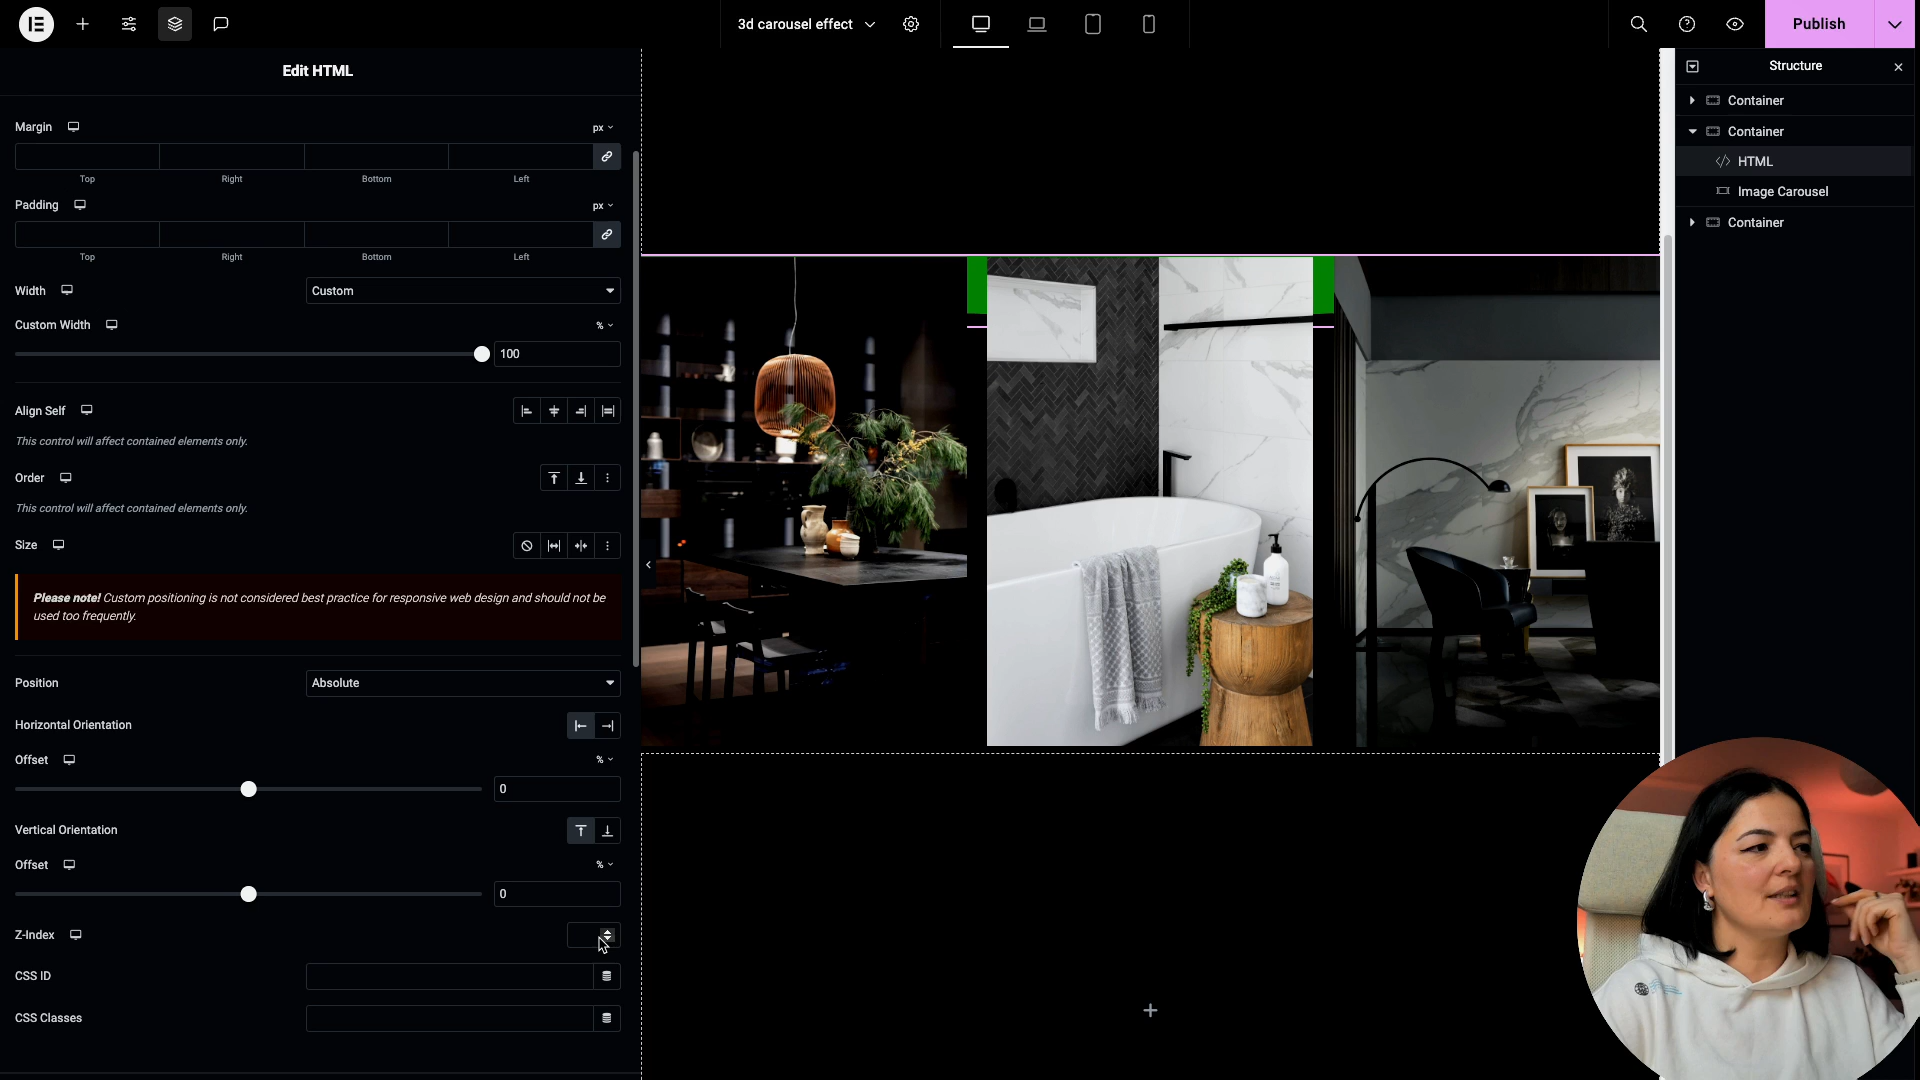 3d carousel effect
Publish
Edit HTML
Structure
Container
Container
HTML
Image Carousel
Container
Margin
px
Top Right Bottom Left
Padding
px
Top Right Bottom Left
Width
Custom
Custom Width
%
100
Align Self
This control will affect contained elements only.
Order
This control will affect contained elements only.
Size
Please note! Custom positioning is not considered best practice for responsive web design and should not be
used too frequently.
Position
Absolute
Horizontal Orientation
Offset
%
0
Vertical Orientation
Offset
%
0
Z-Index
CSS ID
CSS Classes